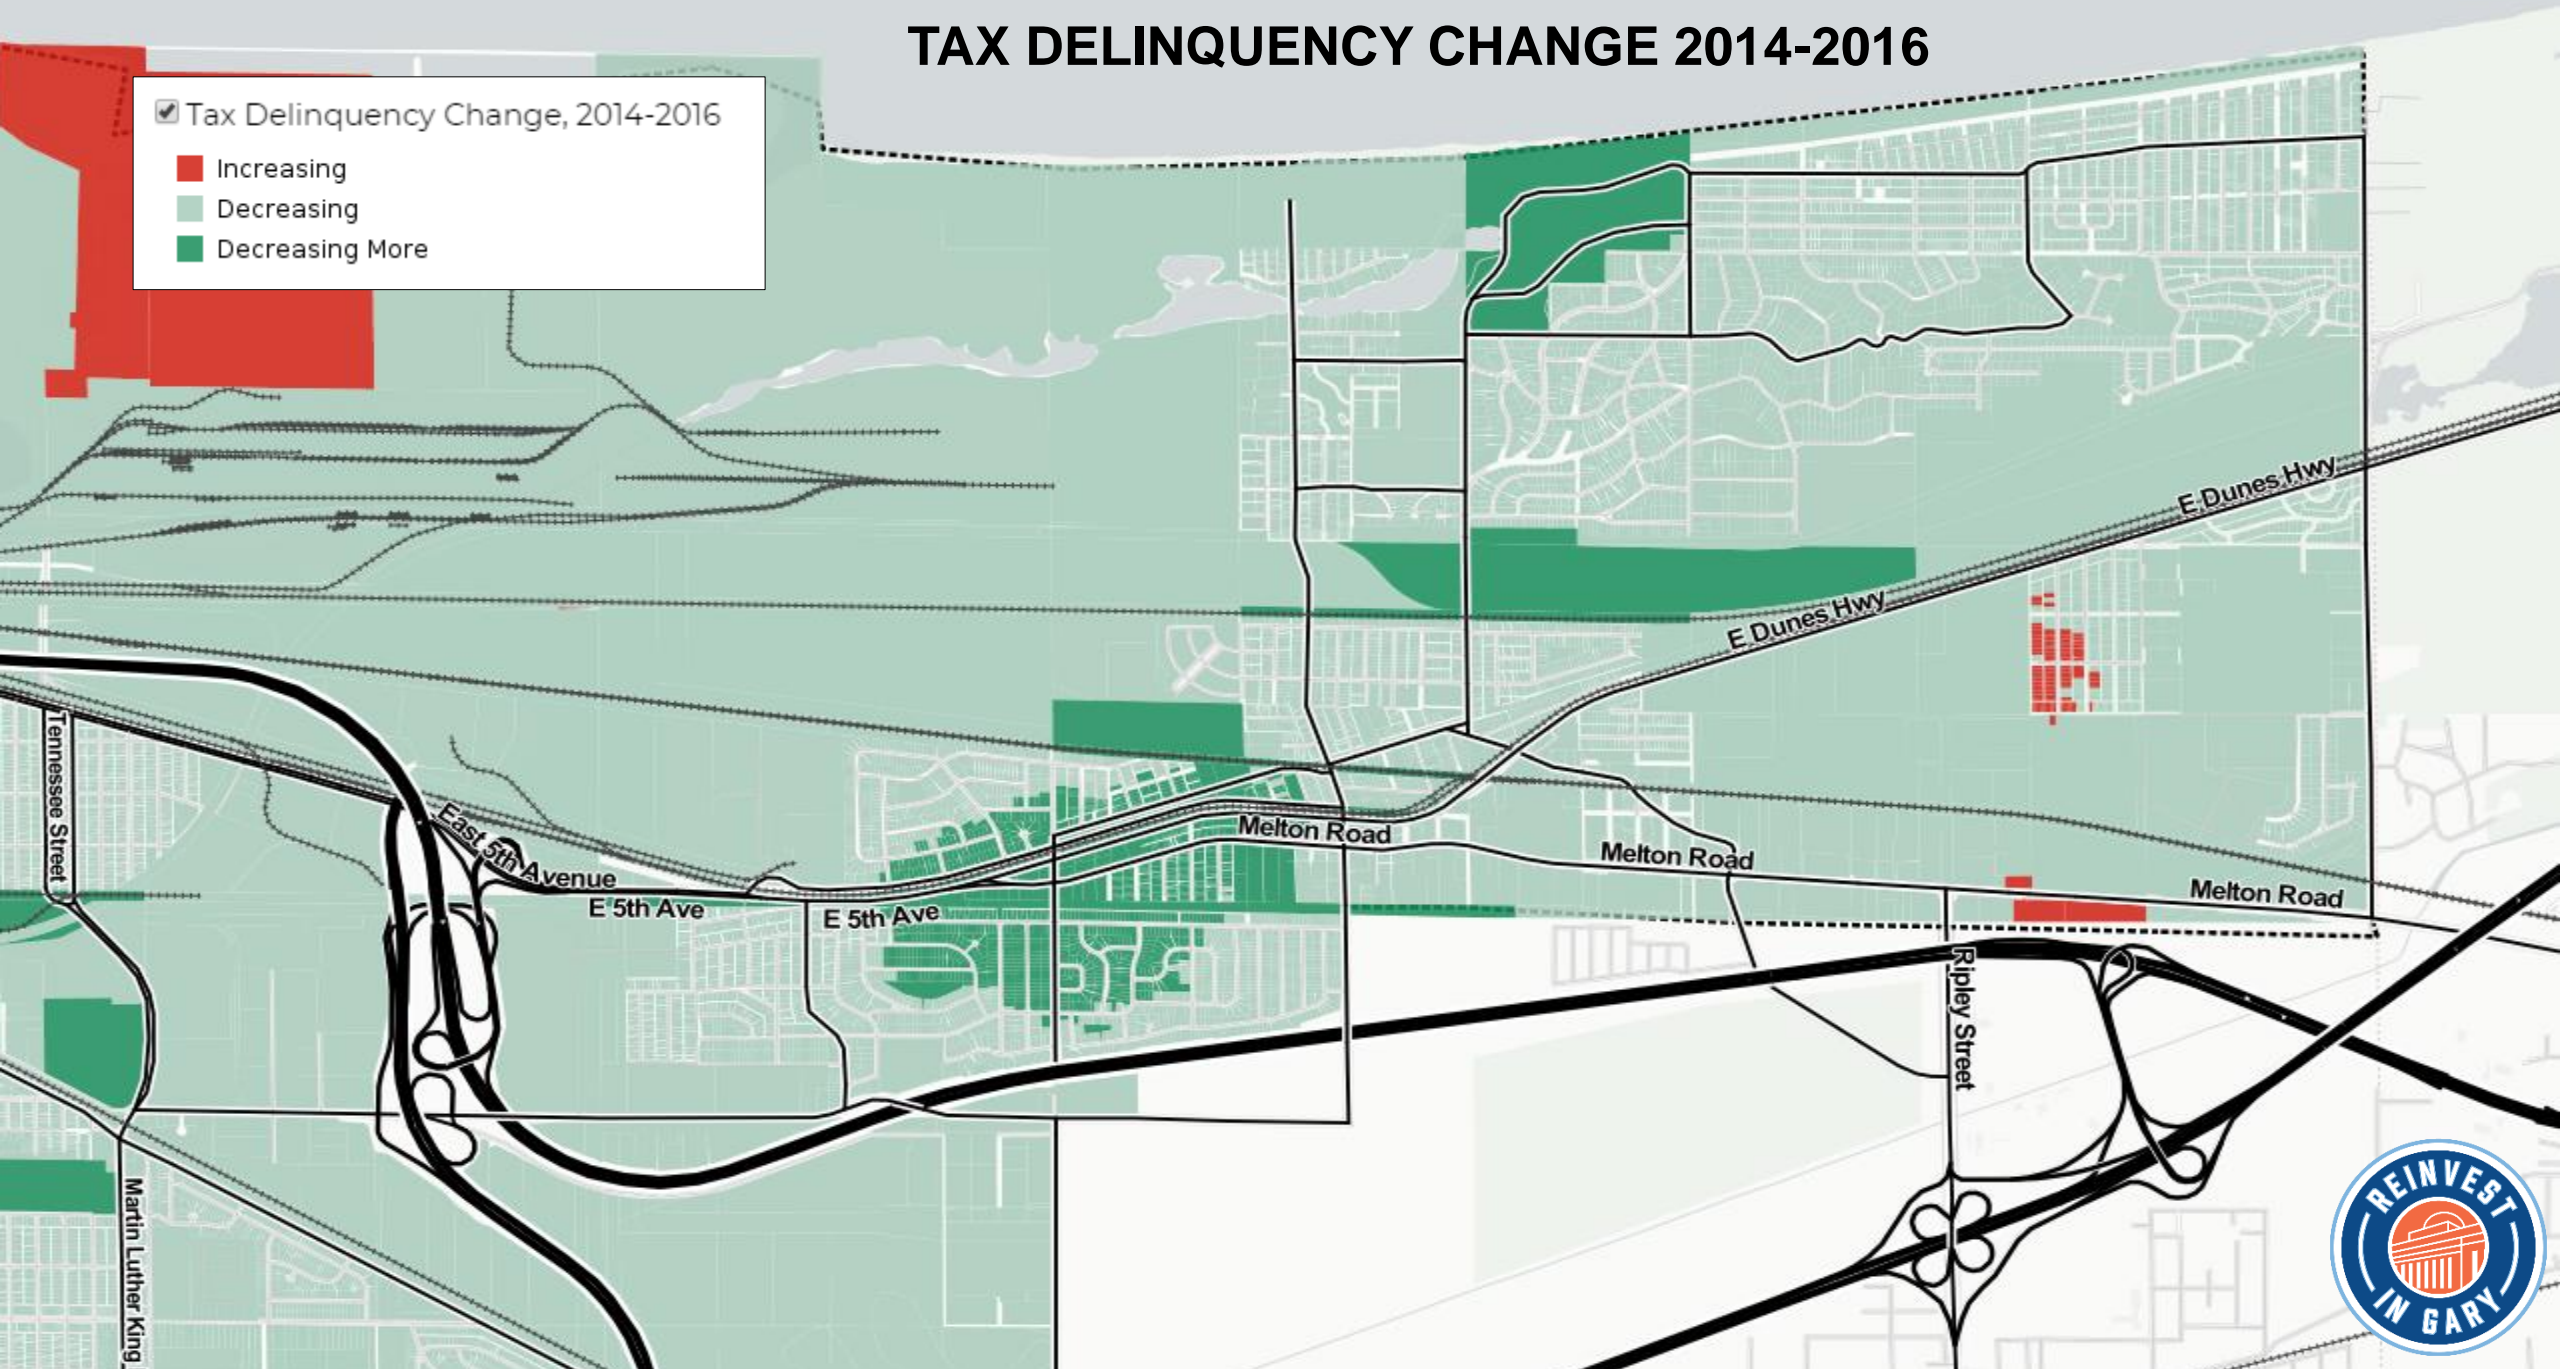 TAX DELINQUENCY CHANGE 2014-2016
Tax Delinquency Change, 2014-2016
Increasing
Decreasing
Decreasing More
E Dunes Hwy
E Dunes Hwy
Tennessee Street
East 5th Avenue
E 5th Ave
E 5th Ave
Melton Road
Melton Road
Melton Road
Ripley Street
Martin Luther King
REINVEST
IN GARY